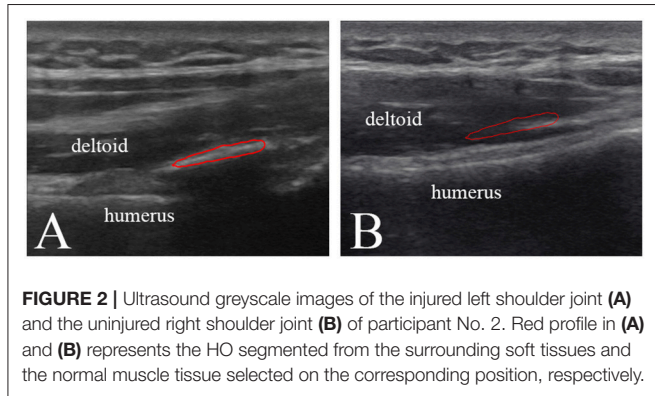 deltoid
humerus
A
deltoid
humerus
B
FIGURE 2 | Ultrasound greyscale images of the injured left shoulder joint (A)
and the uninjured right shoulder joint (B) of participant No. 2. Red profile in (A)
and (B) represents the HO segmented from the surrounding soft tissues and
the normal muscle tissue selected on the corresponding position, respectively.